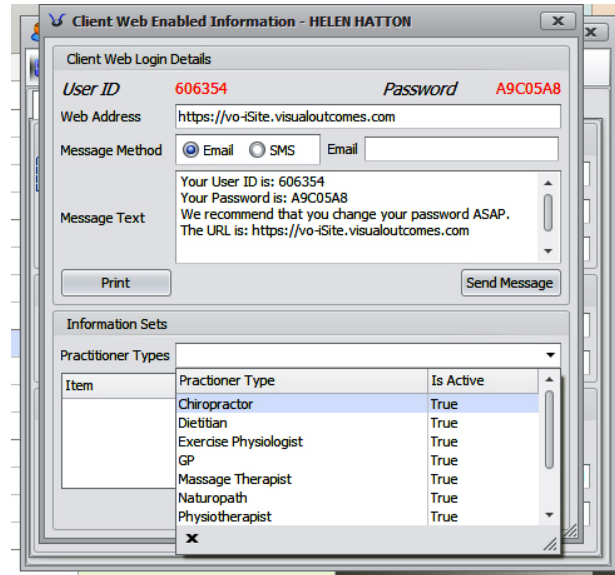 Client Web Enabled Information - HELEN HATTON
Client Web Login Details
User ID 606354 Password A9C05A8
Web Address https://vo-iSite.visualoutcomes.com
Message Method Email SMS Email
Message Text
Your User ID is: 606354
Your Password is: A9C05A8
We recommend that you change your password ASAP.
The URL is: https://vo-iSite.visualoutcomes.com
Print Send Message
Information Sets
Practitioner Types
Item
Practioner Type Is Active
Chiropractor True
Dietitian True
Exercise Physiologist True
GP True
Massage Therapist True
Naturopath True
Physiotherapist True